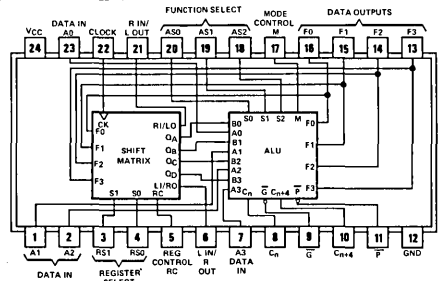 FUNCTION SELECT
MODE CONTROL
DATA OUTPUTS
DATA IN
R IN/ L OUT
VCC A0 CLOCK AS0 AS1 AS2 M F0 F1 F2 F3
24 23 22 21 20 19 18 17 16 15 14 13
S0 S1 S2 M
CK
F0 RI/LO B0 F0
QA A0
F1 QB B1 F1
SHIFT MATRIX A1 ALU
F2 QC B2 F2
QD A2
F3 B3 F3
LI/RO
S1 S0 RC A3 Cn G Cn+4 P
1 2 3 4 5 6 7 8 9 10 11 12
A1 A2 RS1 RS0 REG CONTROL RC L IN/ R OUT A3 DATA IN Cn G Cn+4 P GND
DATA IN REGISTER SELECT